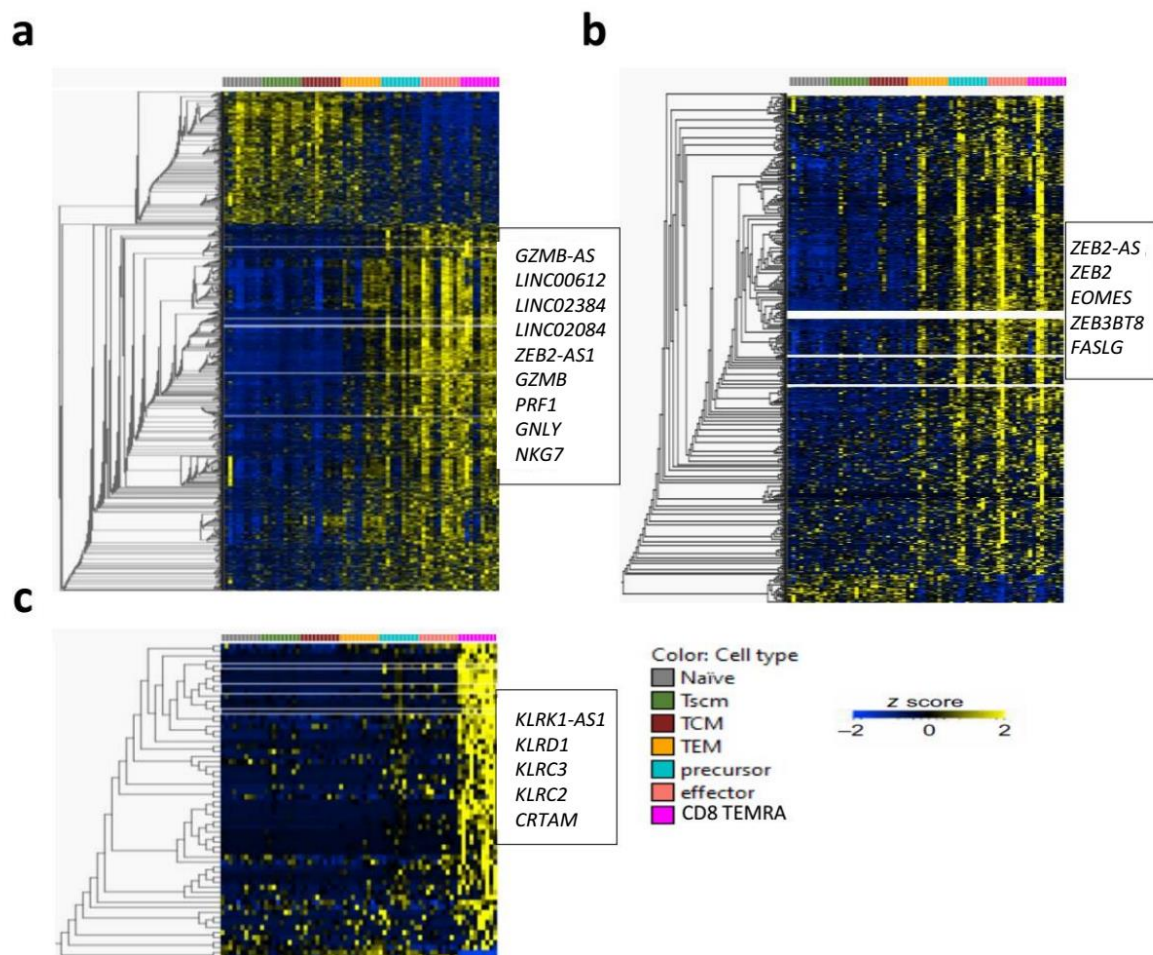 a
b
GZMB-AS
LINC00612
LINC02384
LINC02084
ZEB2-AS1
GZMB
PRF1
GNLY
NKG7
ZEB2-AS
ZEB2
EOMES
ZEB3BT8
FASLG
c
KLRK1-AS1
KLRD1
KLRC3
KLRC2
CRTAM
Color: Cell type
Naïve
Tscm
TCM
TEM
precursor
effector
CD8 TEMRA
z score
−2 0 2